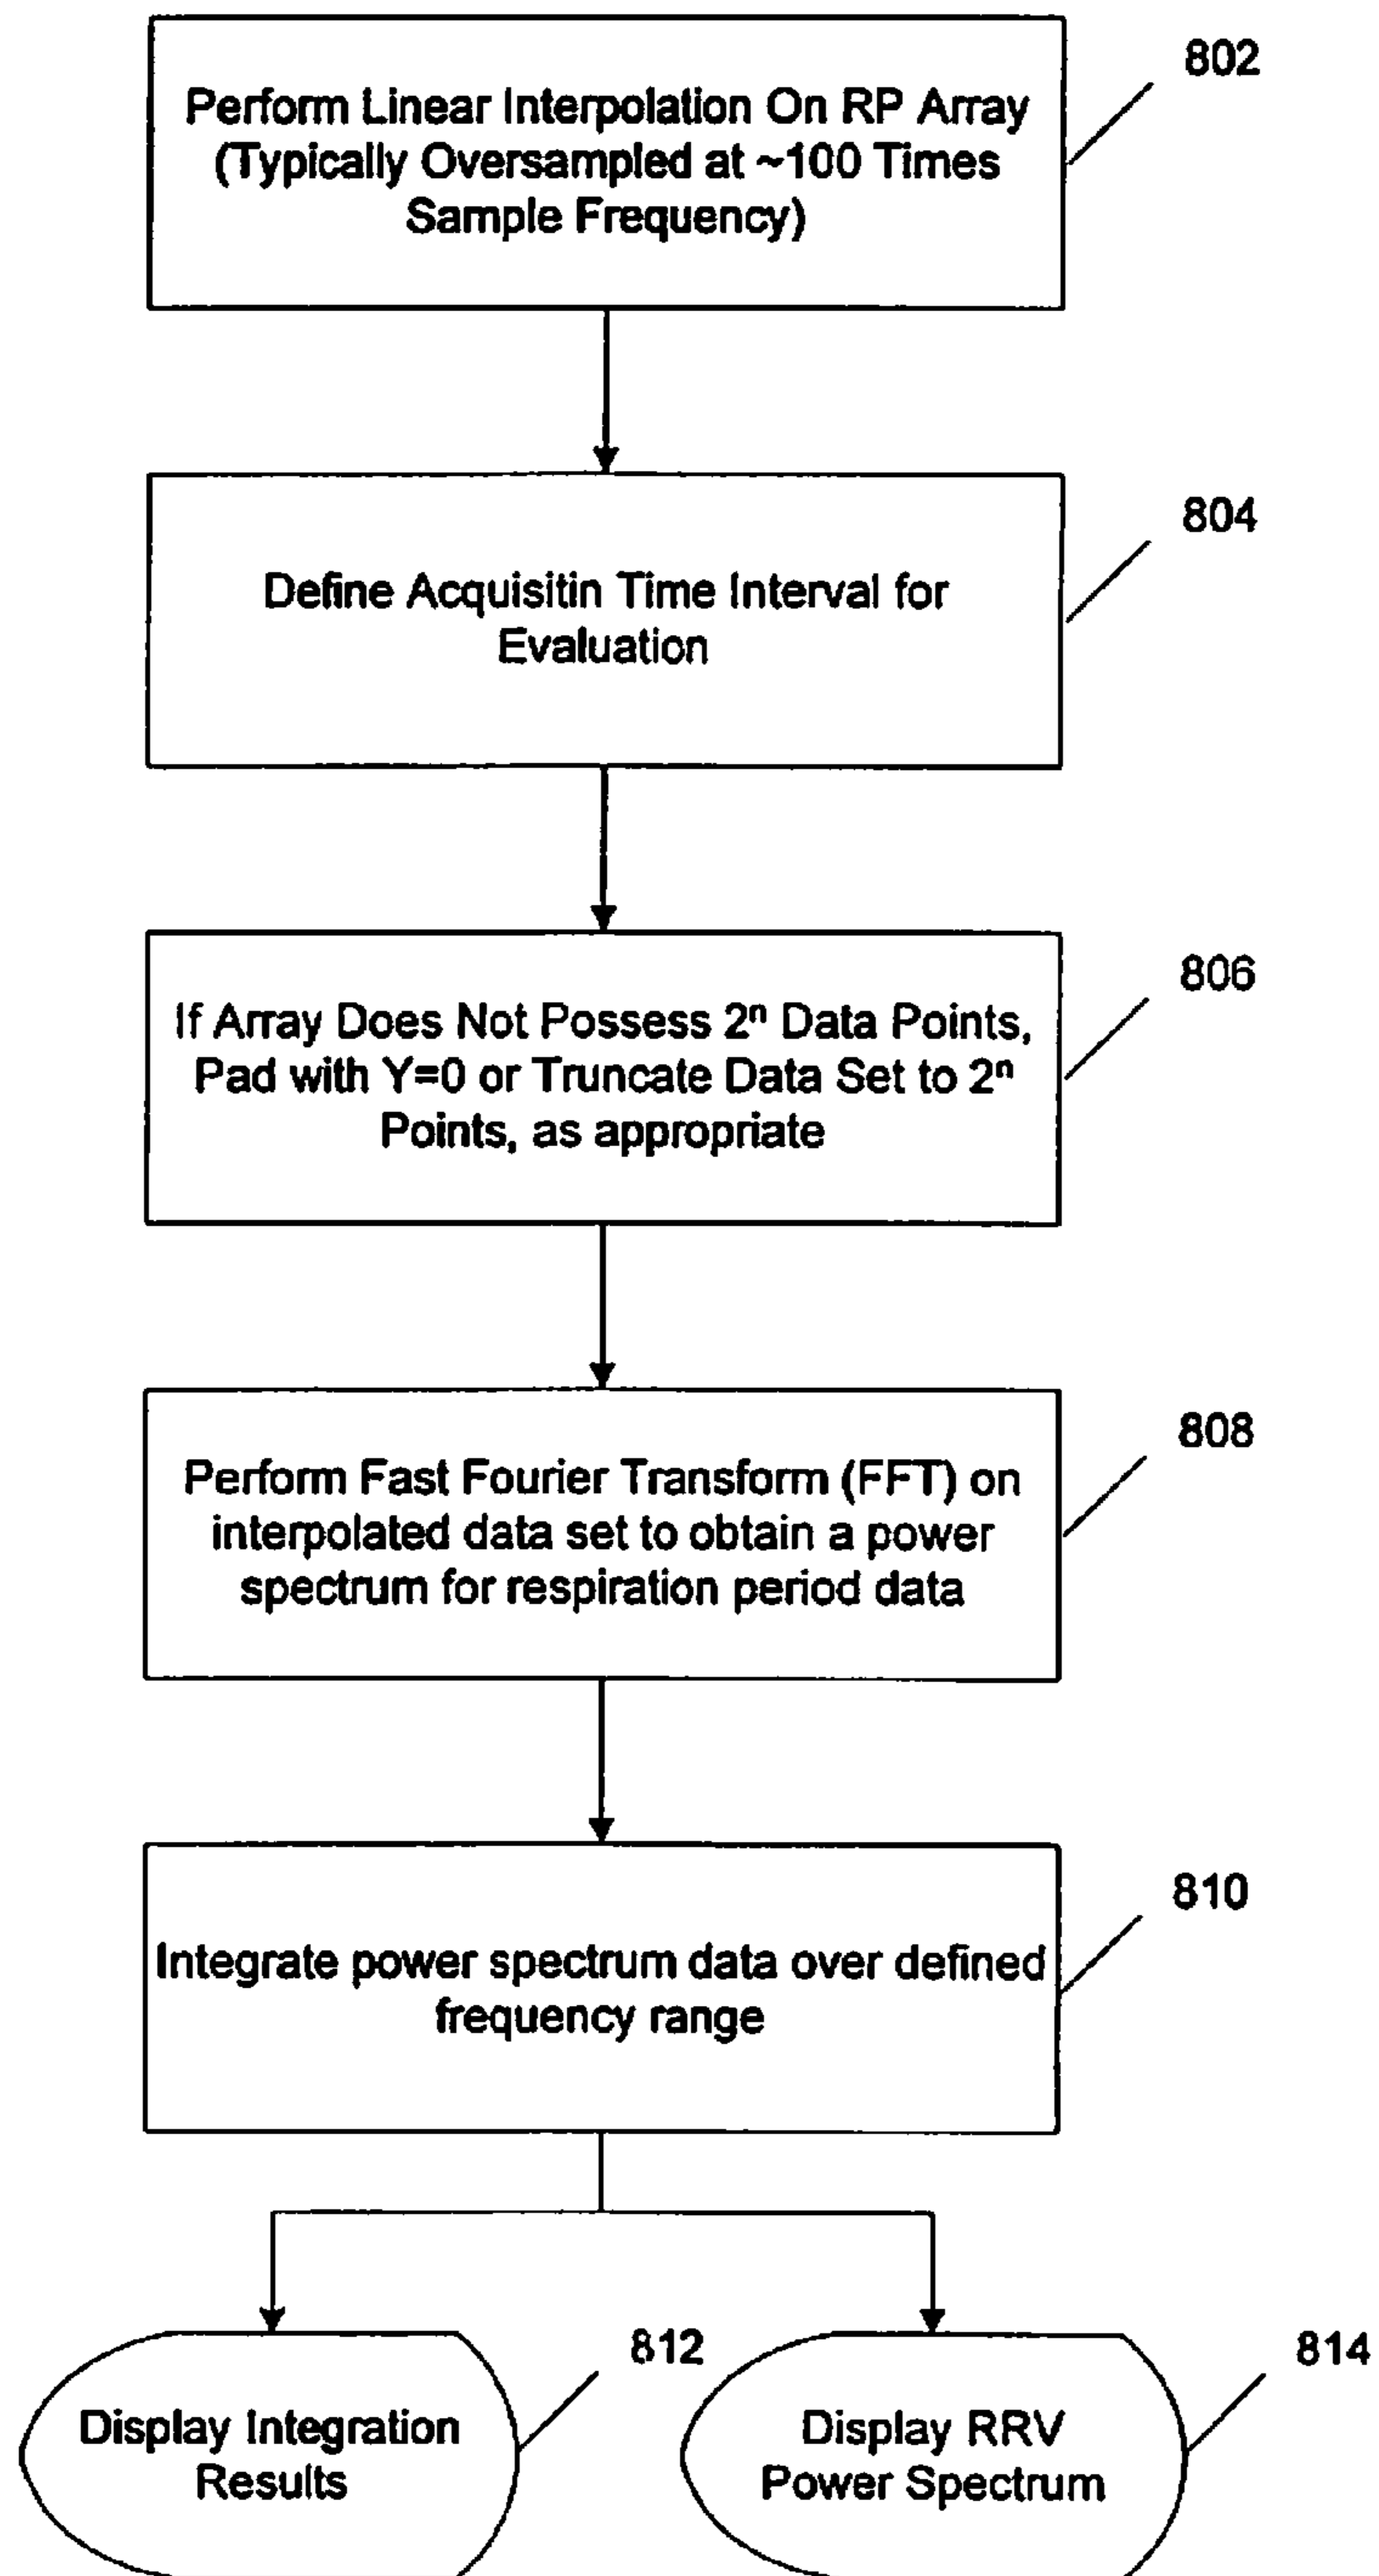 802
Perform Linear Interpolation On RP Array
(Typically Oversampled at ~100 Times
Sample Frequency)
804
Define Acquisitin Time Interval for
Evaluation
806
If Array Does Not Possess 2ⁿ Data Points,
Pad with Y=0 or Truncate Data Set to 2ⁿ
Points, as appropriate
808
Perform Fast Fourier Transform (FFT) on
interpolated data set to obtain a power
spectrum for respiration period data
810
Integrate power spectrum data over defined
frequency range
812
Display Integration
Results
814
Display RRV
Power Spectrum